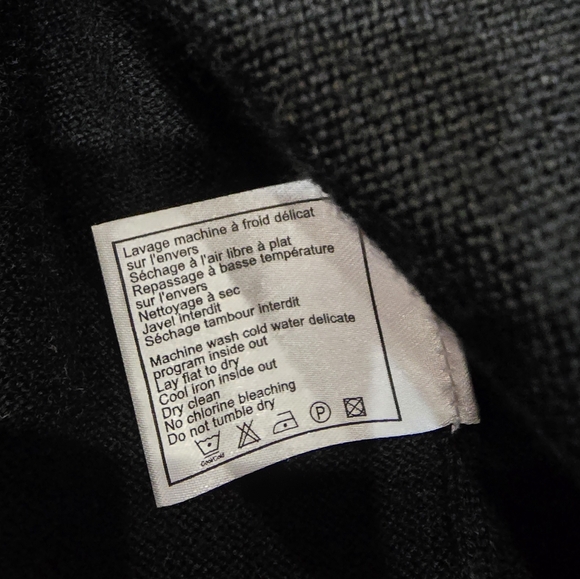 Lavage machine à froid délicat
sur l'envers
Séchage à l'air libre à plat
Repassage à basse température
sur l'envers
Nettoyage à sec
Javel interdit
Séchage tambour interdit
Machine wash cold water delicate
program inside out
Lay flat to dry
Cool iron inside out
Dry clean
No chlorine bleaching
Do not tumble dry
P